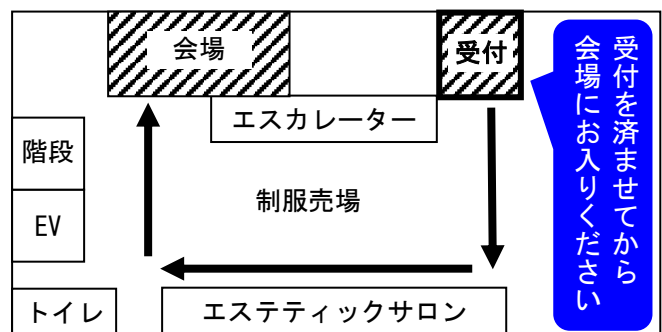 会場
受付
受付を済ませてから
会場にお入りください
エスカレーター
階段
制服売場
EV
トイレ
エステティックサロン